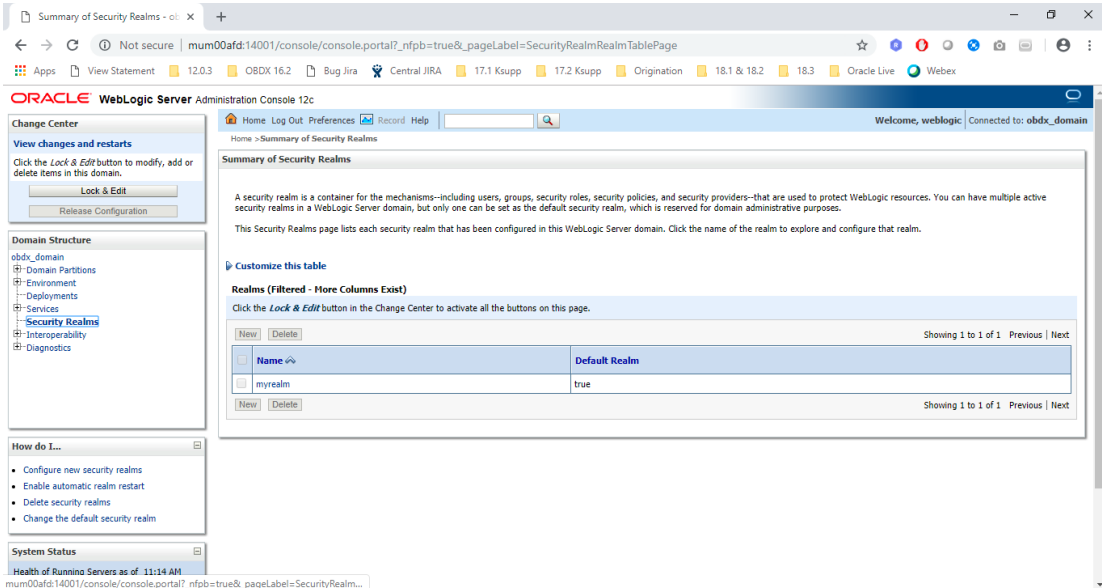 Summary of Security Realms - ob
Not secure | mum00afd:14001/console/console.portal?_nfpb=true&_pageLabel=SecurityRealmRealmTablePage
Apps View Statement 12.0.3 OBDX 16.2 Bug Jira Central JIRA 17.1 Ksupp 17.2 Ksupp Origination 18.1 & 18.2 18.3 Oracle Live Webex
ORACLE WebLogic Server Administration Console 12c
Change Center
View changes and restarts
Click the Lock & Edit button to modify, add or
delete items in this domain.
Lock & Edit
Release Configuration
Domain Structure
obdx_domain
Domain Partitions
Environment
Deployments
Services
Security Realms
Interoperability
Diagnostics
How do I...
Configure new security realms
Enable automatic realm restart
Delete security realms
Change the default security realm
System Status
Health of Running Servers as of 11:14 AM
mum00afd:14001/console/console.portal?_nfpb=true&_pageLabel=SecurityRealm...
Home Log Out Preferences Record Help
Welcome, weblogic Connected to: obdx_domain
Home >Summary of Security Realms
Summary of Security Realms
A security realm is a container for the mechanisms--including users, groups, security roles, security policies, and security providers--that are used to protect WebLogic resources. You can have multiple active
security realms in a WebLogic Server domain, but only one can be set as the default security realm, which is reserved for domain administrative purposes.
This Security Realms page lists each security realm that has been configured in this WebLogic Server domain. Click the name of the realm to explore and configure that realm.
Customize this table
Realms (Filtered - More Columns Exist)
Click the Lock & Edit button in the Change Center to activate all the buttons on this page.
New Delete Showing 1 to 1 of 1 Previous | Next
Name Default Realm
myrealm true
New Delete Showing 1 to 1 of 1 Previous | Next